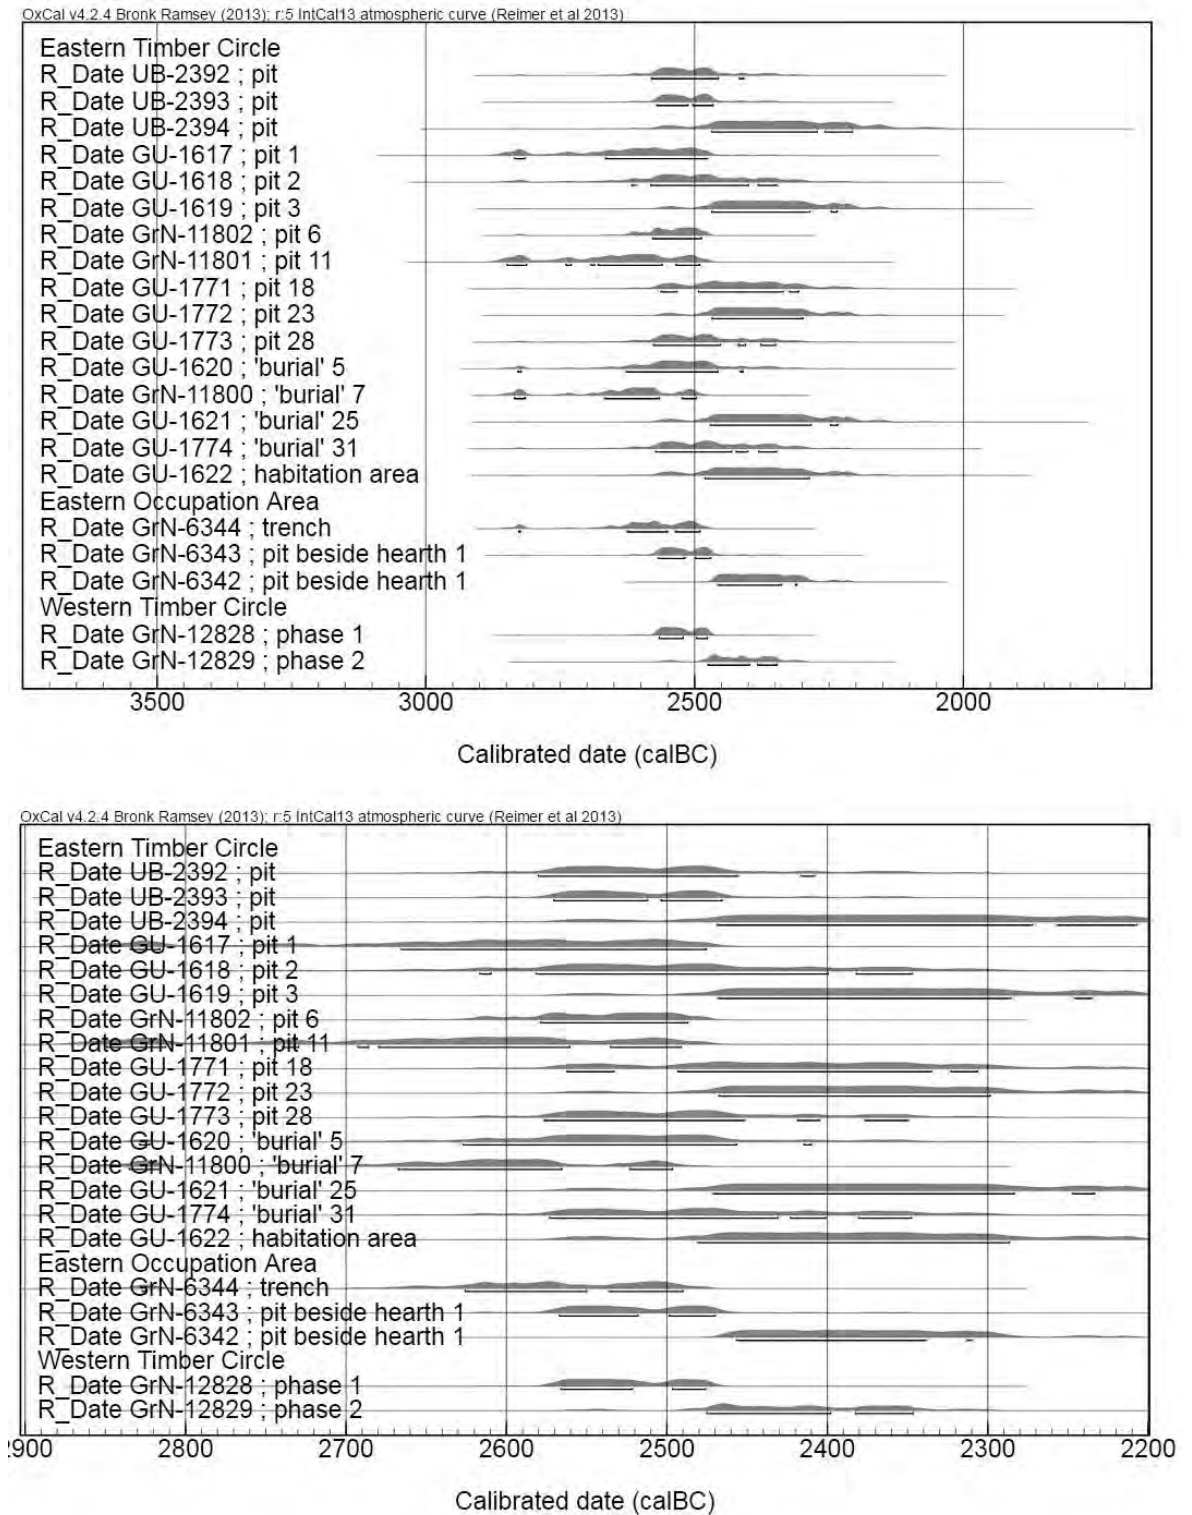 OxCal v4.2.4 Bronk Ramsey (2013); r:5 IntCal13 atmospheric curve (Reimer et al 2013)
Eastern Timber Circle
R_Date UB-2392 ; pit
R_Date UB-2393 ; pit
R_Date UB-2394 ; pit
R_Date GU-1617 ; pit 1
R_Date GU-1618 ; pit 2
R_Date GU-1619 ; pit 3
R_Date GrN-11802 ; pit 6
R_Date GrN-11801 ; pit 11
R_Date GU-1771 ; pit 18
R_Date GU-1772 ; pit 23
R_Date GU-1773 ; pit 28
R_Date GU-1620 ; 'burial' 5
R_Date GrN-11800 ; 'burial' 7
R_Date GU-1621 ; 'burial' 25
R_Date GU-1774 ; 'burial' 31
R_Date GU-1622 ; habitation area
Eastern Occupation Area
R_Date GrN-6344 ; trench
R_Date GrN-6343 ; pit beside hearth 1
R_Date GrN-6342 ; pit beside hearth 1
Western Timber Circle
R_Date GrN-12828 ; phase 1
R_Date GrN-12829 ; phase 2
3500 3000 2500 2000
Calibrated date (calBC)
OxCal v4.2.4 Bronk Ramsey (2013); r:5 IntCal13 atmospheric curve (Reimer et al 2013)
Eastern Timber Circle
R_Date UB-2392 ; pit
R_Date UB-2393 ; pit
R_Date UB-2394 ; pit
R_Date GU-1617 ; pit 1
R_Date GU-1618 ; pit 2
R_Date GU-1619 ; pit 3
R_Date GrN-11802 ; pit 6
R_Date GrN-11801 ; pit 11
R_Date GU-1771 ; pit 18
R_Date GU-1772 ; pit 23
R_Date GU-1773 ; pit 28
R_Date GU-1620 ; 'burial' 5
R_Date GrN-11800 ; 'burial' 7
R_Date GU-1621 ; 'burial' 25
R_Date GU-1774 ; 'burial' 31
R_Date GU-1622 ; habitation area
Eastern Occupation Area
R_Date GrN-6344 ; trench
R_Date GrN-6343 ; pit beside hearth 1
R_Date GrN-6342 ; pit beside hearth 1
Western Timber Circle
R_Date GrN-12828 ; phase 1
R_Date GrN-12829 ; phase 2
2900 2800 2700 2600 2500 2400 2300 2200
Calibrated date (calBC)